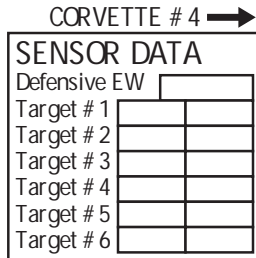 CORVETTE # 4
SENSOR DATA
Defensive EW
Target # 1
Target # 2
Target # 3
Target # 4
Target # 5
Target # 6